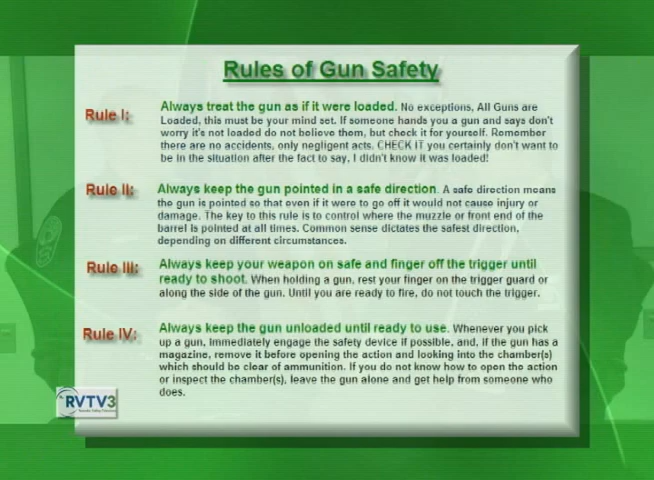 Rules of Gun Safety
Rule I: Always treat the gun as if it were loaded. No exceptions, All Guns are
Loaded, this must be your mind set. If someone hands you a gun and says don't
worry it's not loaded do not believe them, but check it for yourself. Remember
there are no accidents, only negligent acts. CHECK IT you certainly don't want to
be in the situation after the fact to say, I didn't know it was loaded!
Rule II: Always keep the gun pointed in a safe direction. A safe direction means
the gun is pointed so that even if it were to go off it would not cause injury or
damage. The key to this rule is to control where the muzzle or front end of the
barrel is pointed at all times. Common sense dictates the safest direction,
depending on different circumstances.
Rule III: Always keep your weapon on safe and finger off the trigger until
ready to shoot. When holding a gun, rest your finger on the trigger guard or
along the side of the gun. Until you are ready to fire, do not touch the trigger.
Rule IV: Always keep the gun unloaded until ready to use. Whenever you pick
up a gun, immediately engage the safety device if possible, and, if the gun has a
magazine, remove it before opening the action and looking into the chamber(s)
which should be clear of ammunition. If you do not know how to open the action
or inspect the chamber(s), leave the gun alone and get help from someone who
does.
RVTV3